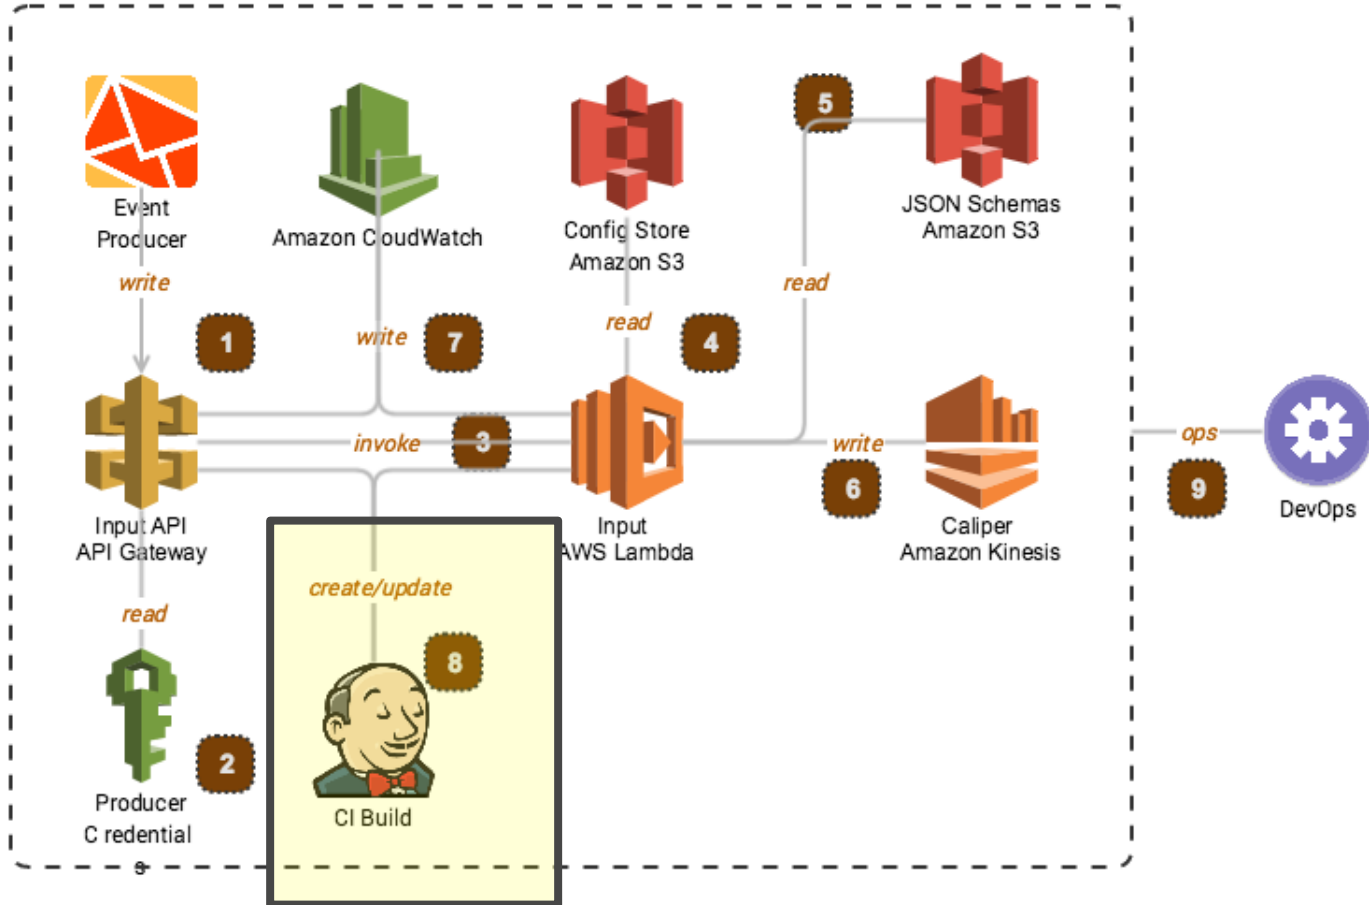 Event
Producer
Amazon CloudWatch
Config Store
Amazon S3
JSON Schemas
Amazon S3
5
write
1
write
7
read
4
read
invoke
3
write
6
ops
9
DevOps
Input API
API Gateway
Input
AWS Lambda
Caliper
Amazon Kinesis
read
create/update
8
2
Producer
C redential
s
CI Build